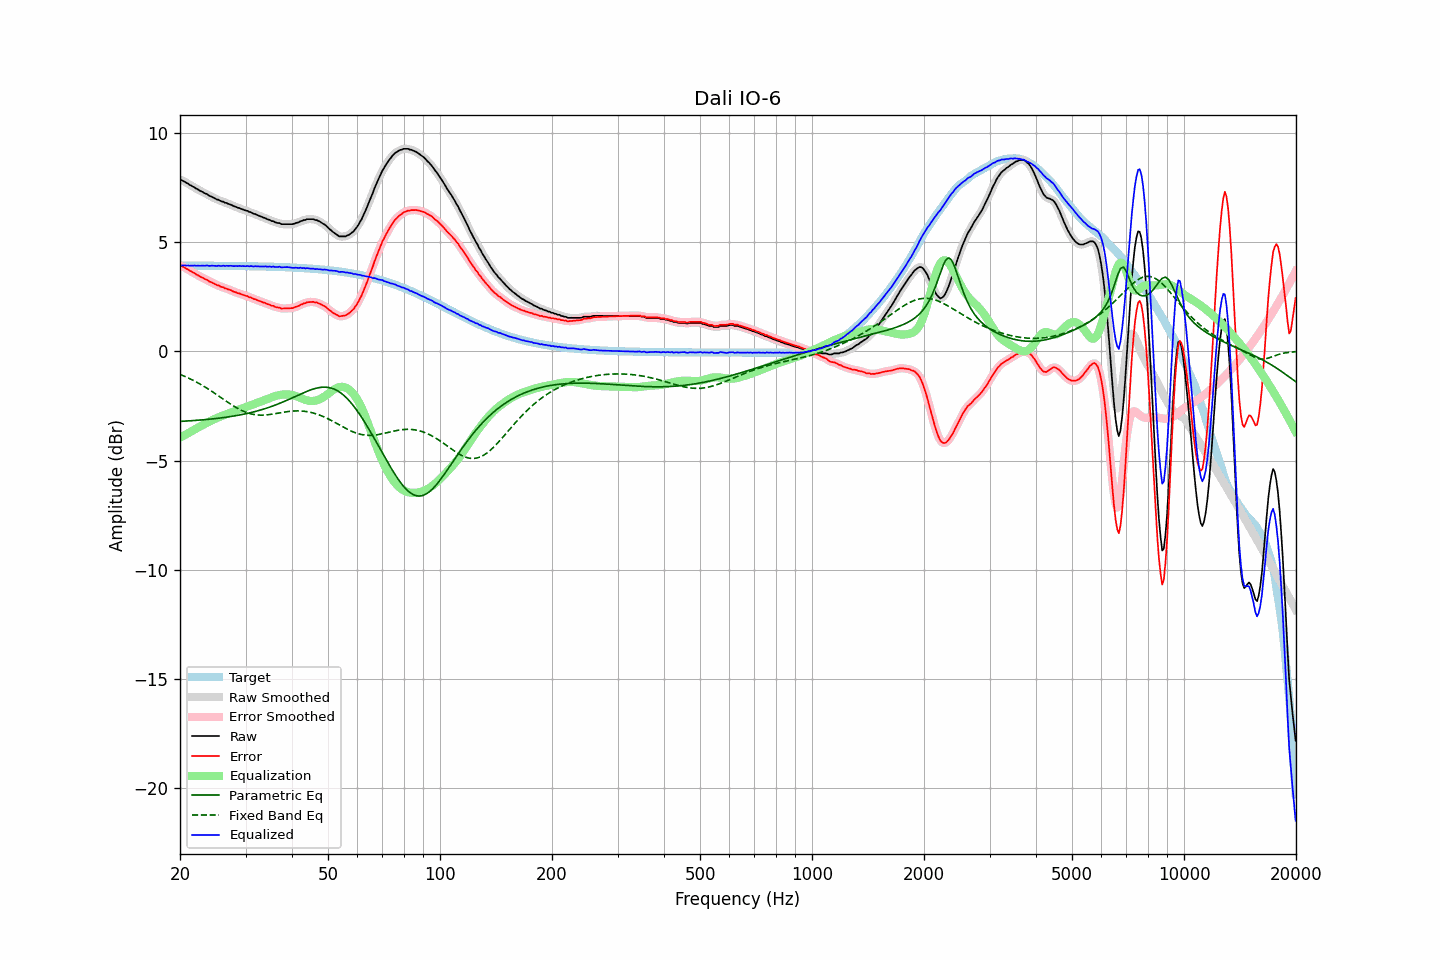 Dali IO-6
10
5
0
−5
−10
−15
−20
Amplitude (dBr)
Target
Raw Smoothed
Error Smoothed
Raw
Error
Equalization
Parametric Eq
Fixed Band Eq
Equalized
20 50 100 200 500 1000 2000 5000 10000 20000
Frequency (Hz)